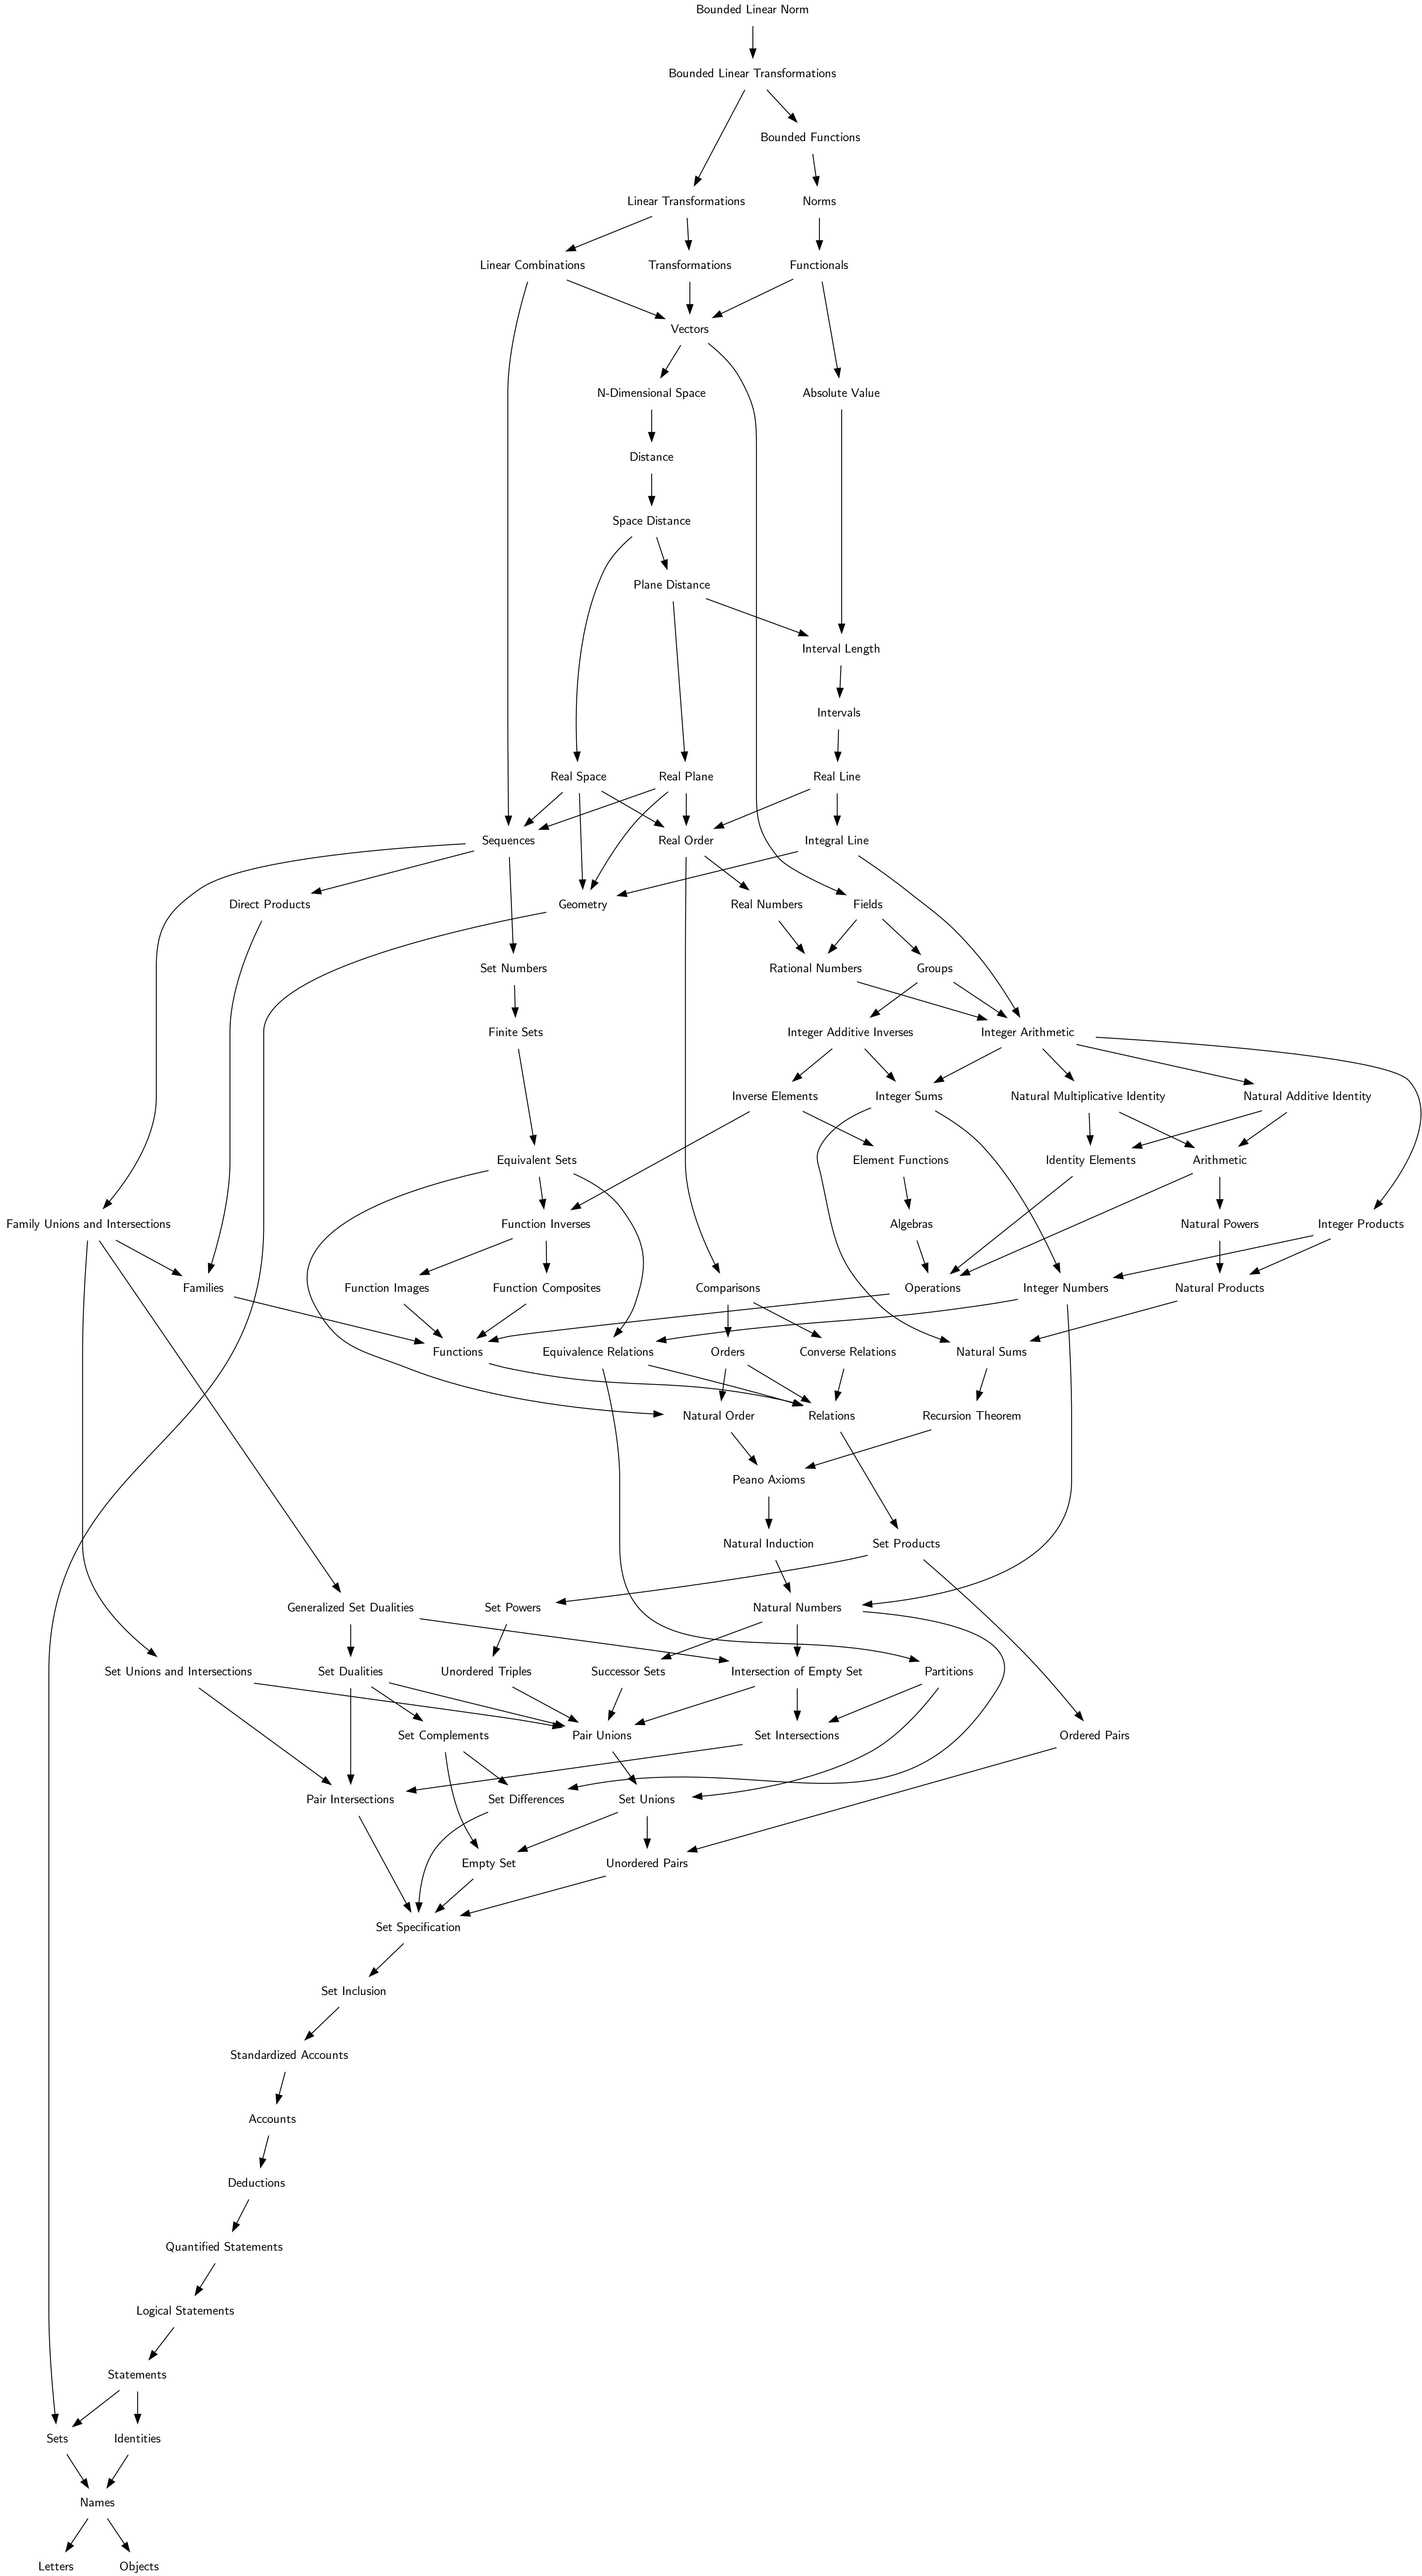 Bounded Linear Norm
Bounded Linear Transformations
Bounded Functions
Linear Transformations
Norms
Linear Combinations
Transformations
Functionals
Vectors
N-Dimensional Space
Absolute Value
Distance
Space Distance
Plane Distance
Interval Length
Intervals
Real Space
Real Plane
Real Line
Sequences
Real Order
Integral Line
Direct Products
Geometry
Real Numbers
Fields
Set Numbers
Rational Numbers
Groups
Finite Sets
Integer Additive Inverses
Integer Arithmetic
Inverse Elements
Integer Sums
Natural Multiplicative Identity
Natural Additive Identity
Equivalent Sets
Element Functions
Identity Elements
Arithmetic
Family Unions and Intersections
Function Inverses
Algebras
Natural Powers
Integer Products
Families
Function Images
Function Composites
Comparisons
Operations
Integer Numbers
Natural Products
Functions
Equivalence Relations
Orders
Converse Relations
Natural Sums
Natural Order
Relations
Recursion Theorem
Peano Axioms
Natural Induction
Set Products
Generalized Set Dualities
Set Powers
Natural Numbers
Set Unions and Intersections
Set Dualities
Unordered Triples
Successor Sets
Intersection of Empty Set
Partitions
Set Complements
Pair Unions
Set Intersections
Ordered Pairs
Pair Intersections
Set Differences
Set Unions
Empty Set
Unordered Pairs
Set Specification
Set Inclusion
Standardized Accounts
Accounts
Deductions
Quantified Statements
Logical Statements
Statements
Sets
Identities
Names
Letters
Objects